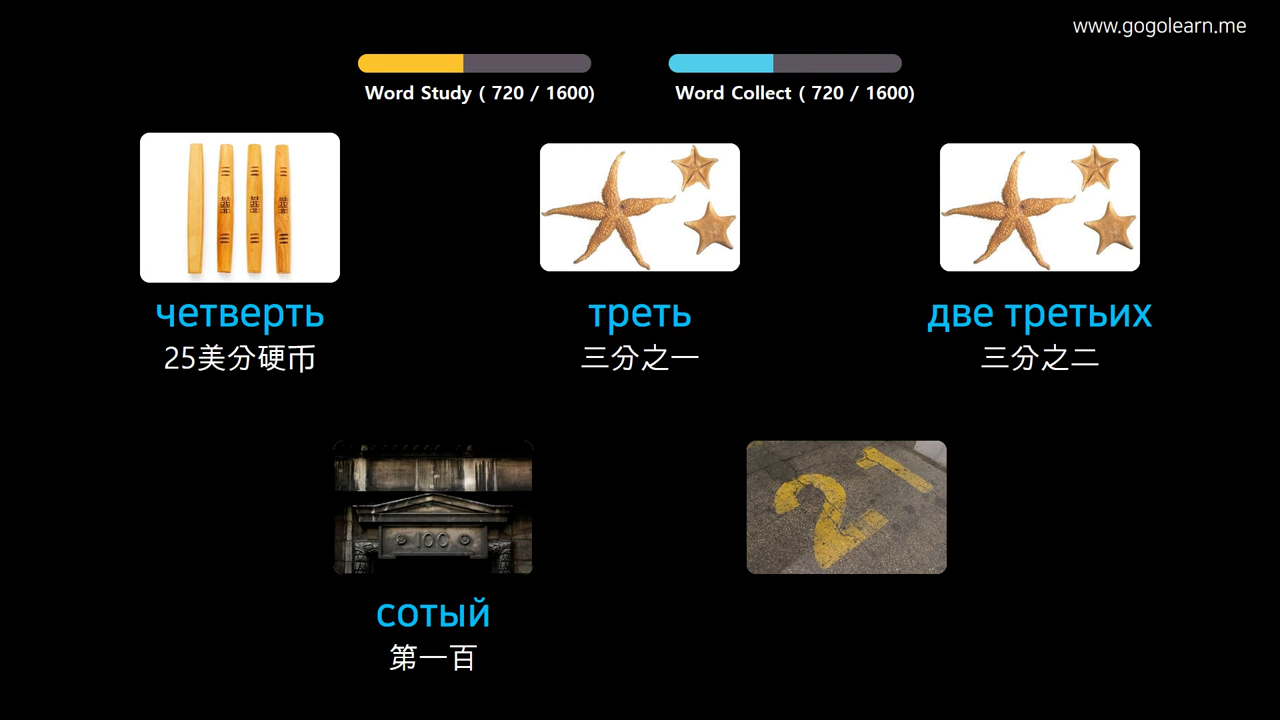 www.gogolearn.me
Word Study ( 720 / 1600)
Word Collect ( 720 / 1600)
четверть
25美分硬币
треть
三分之一
две третьих
三分之二
100
21
сотый
第一百